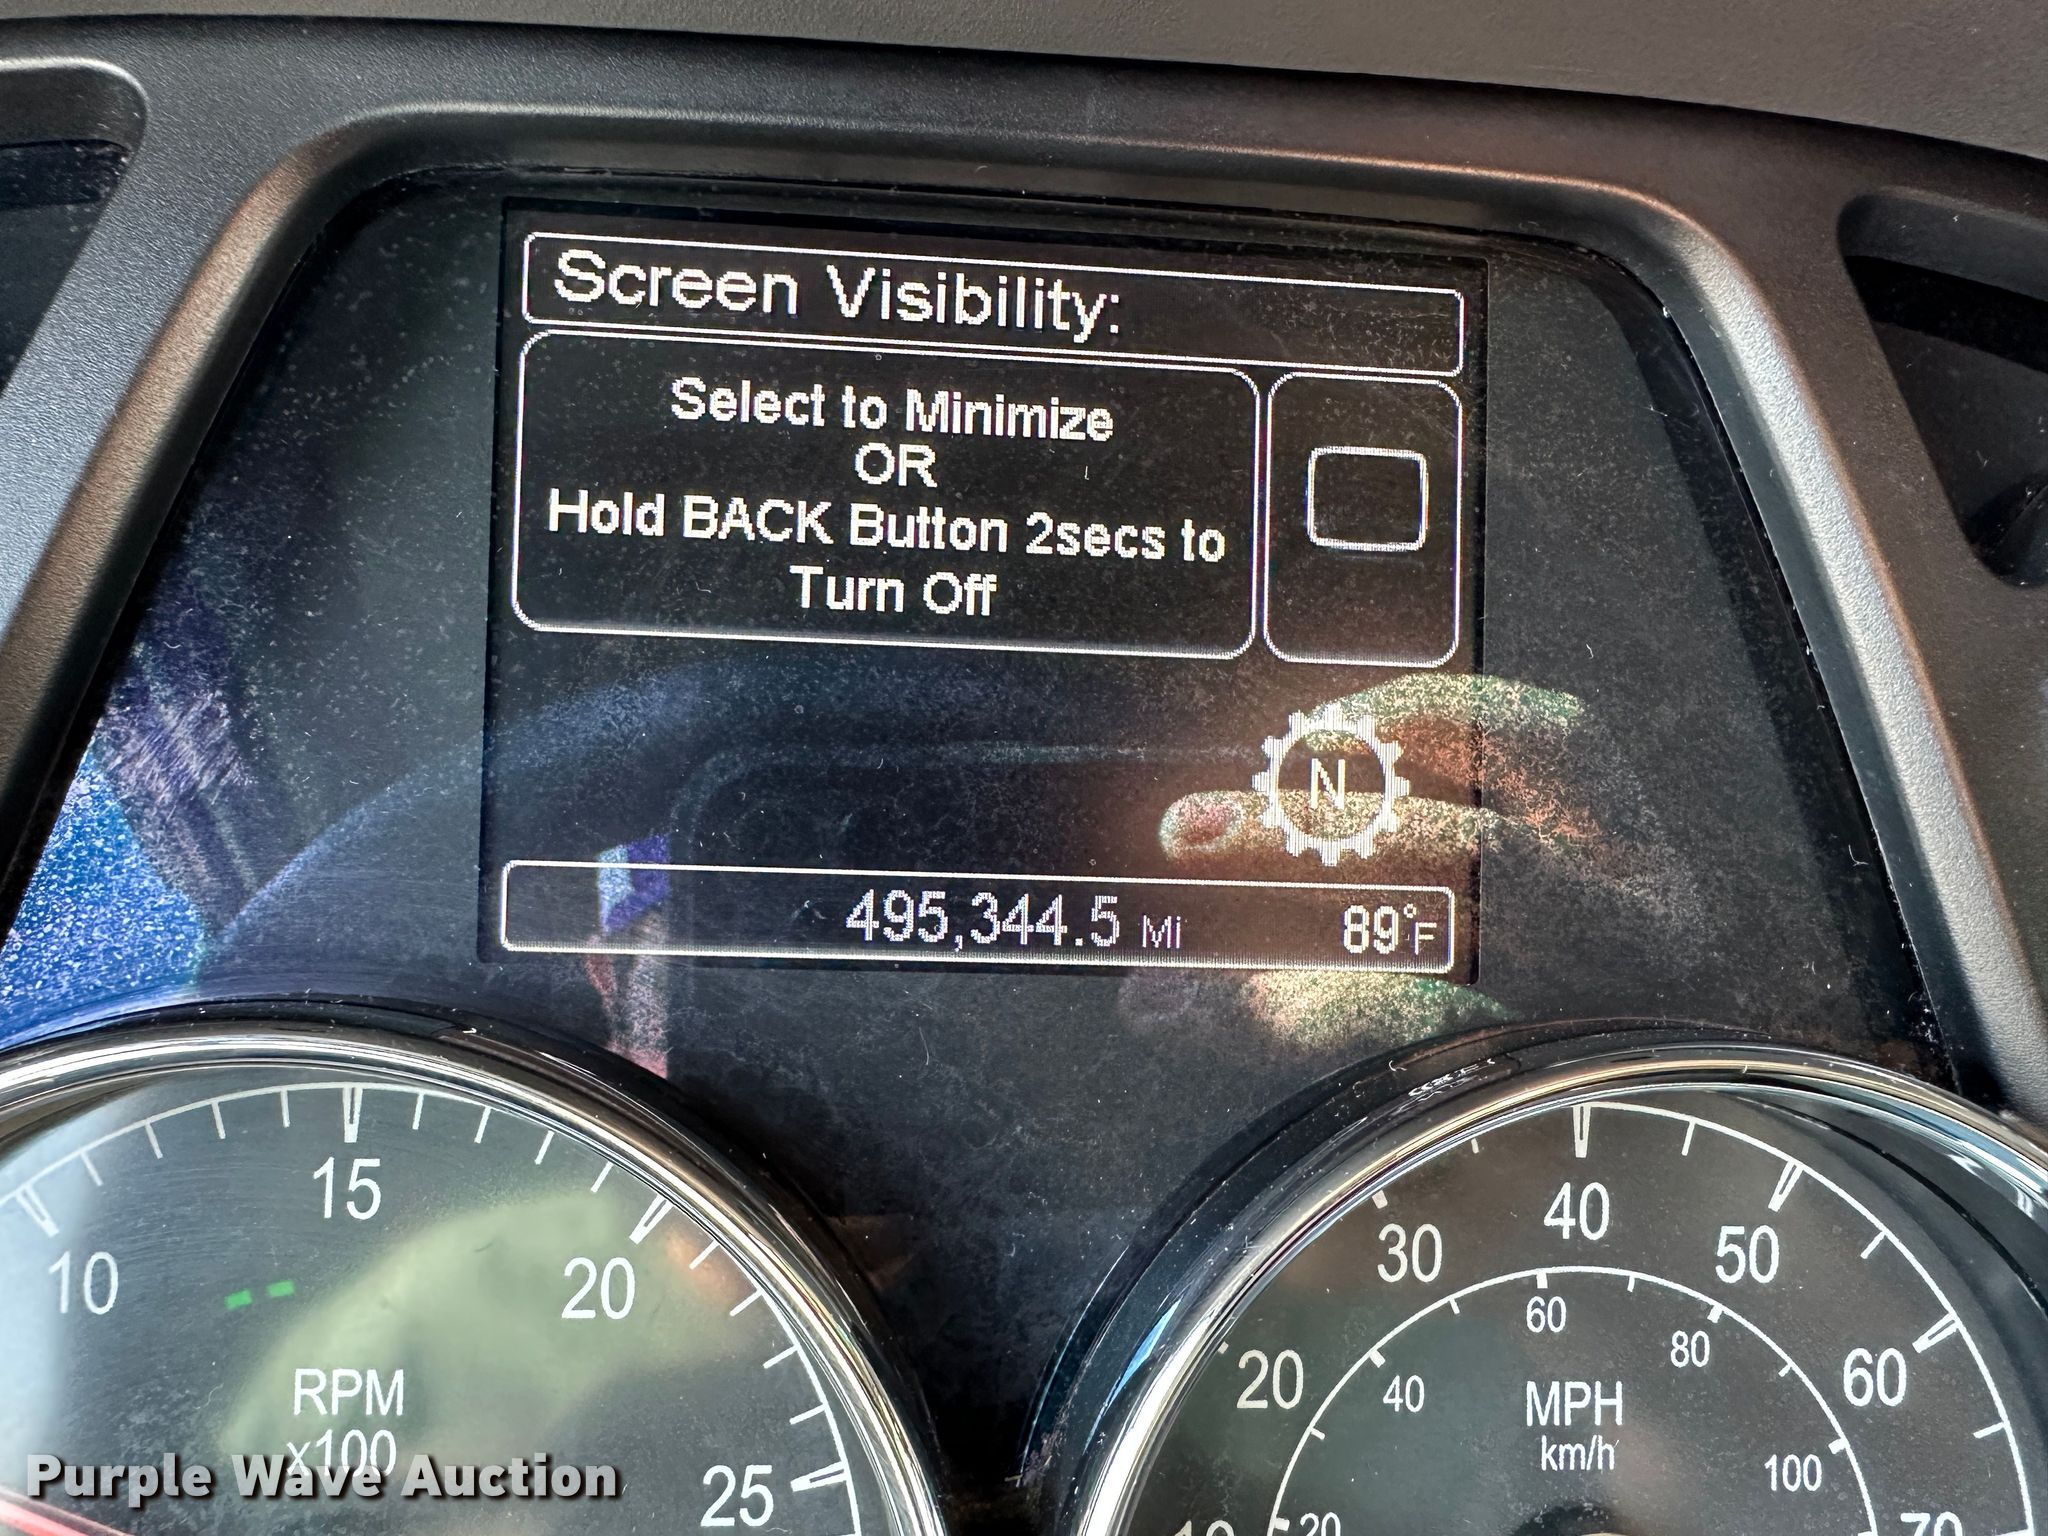 Screen Visibility:
Select to Minimize
OR
Hold BACK Button 2secs to
Turn Off
N
495,344.5 Mi 89°F
10 15 20 25
RPM
x100
20 30 40 50 60 70
20 40 60 80 100
MPH
km/h
Purple Wave Auction